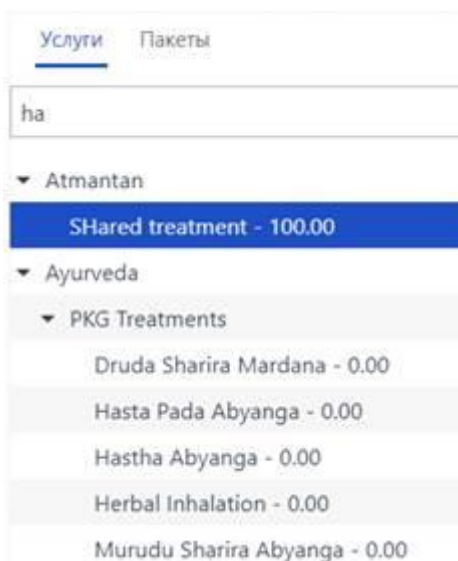 Услуги Пакеты
ha
Atmantan
SHared treatment - 100.00
Ayurveda
PKG Treatments
Druda Sharira Mardana - 0.00
Hasta Pada Abyanga - 0.00
Hastha Abyanga - 0.00
Herbal Inhalation - 0.00
Murudu Sharira Abyanga - 0.00